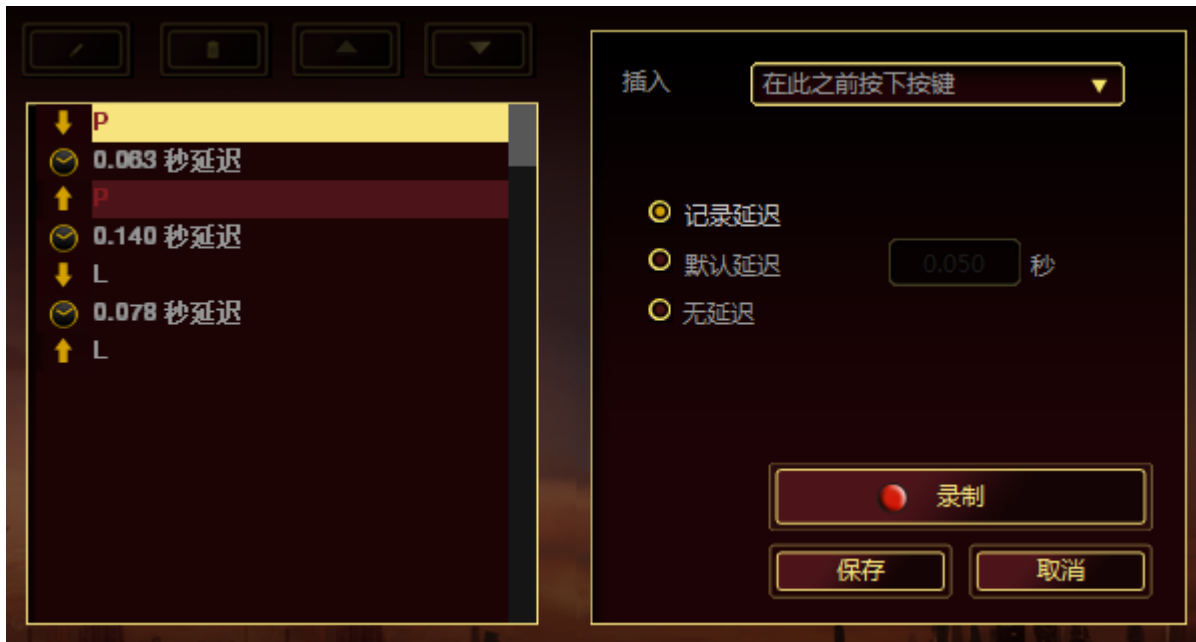 P
0.063 秒延迟
P
0.140 秒延迟
L
0.078 秒延迟
L
插入
在此之前按下按键
记录延迟
默认延迟
0.050
秒
无延迟
录制
保存
取消